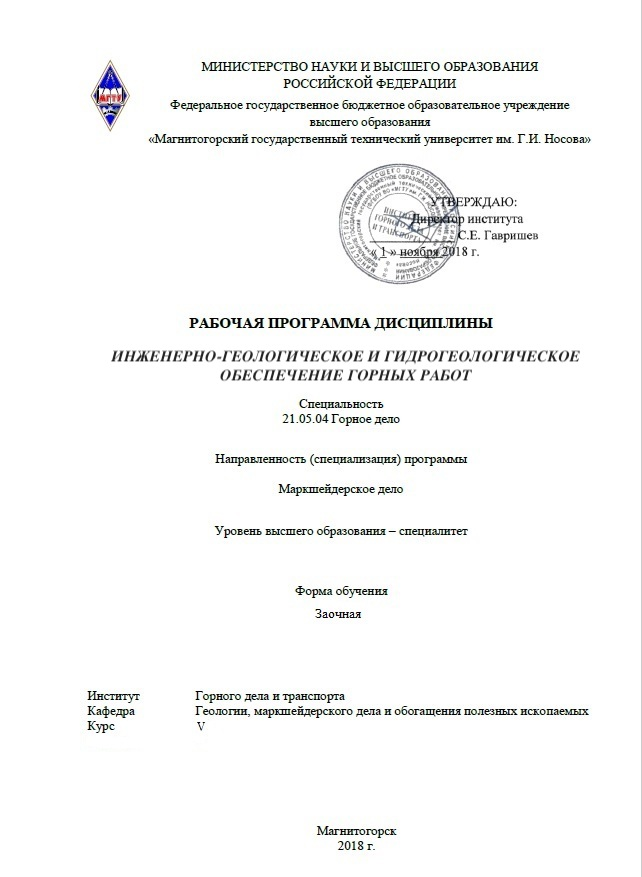 МИНИСТЕРСТВО НАУКИ И ВЫСШЕГО ОБРАЗОВАНИЯ
РОССИЙСКОЙ ФЕДЕРАЦИИ
Федеральное государственное бюджетное образовательное учреждение
высшего образования
«Магнитогорский государственный технический университет им. Г.И. Носова»
МГТУ
УТВЕРЖДАЮ:
Директор института
С.Е. Гавришев
« 1 » ноября 2018 г.
РАБОЧАЯ ПРОГРАММА ДИСЦИПЛИНЫ
ИНЖЕНЕРНО-ГЕОЛОГИЧЕСКОЕ И ГИДРОГЕОЛОГИЧЕСКОЕ
ОБЕСПЕЧЕНИЕ ГОРНЫХ РАБОТ
Специальность
21.05.04 Горное дело
Направленность (специализация) программы
Маркшейдерское дело
Уровень высшего образования – специалитет
Форма обучения
Заочная
Институт Горного дела и транспорта
Кафедра Геологии, маркшейдерского дела и обогащения полезных ископаемых
Курс V
Магнитогорск
2018 г.